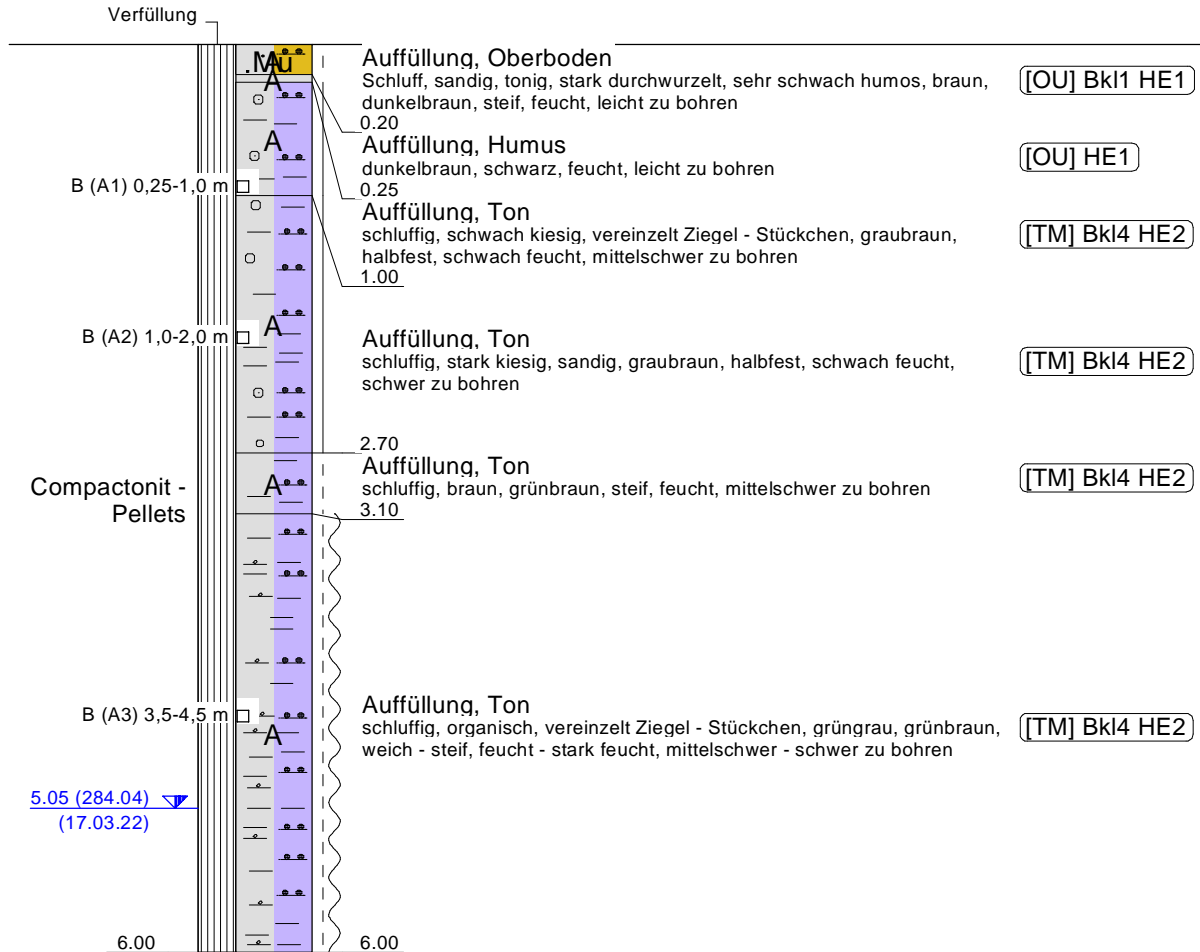 Verfüllung
Mu
A
A
Auffüllung, Oberboden
Schluff, sandig, tonig, stark durchwurzelt, sehr schwach humos, braun,
dunkelbraun, steif, feucht, leicht zu bohren
0.20
[OU] Bkl1 HE1
Auffüllung, Humus
dunkelbraun, schwarz, feucht, leicht zu bohren
0.25
[OU] HE1
A
B (A1) 0,25-1,0 m
Auffüllung, Ton
schluffig, schwach kiesig, vereinzelt Ziegel - Stückchen, graubraun,
halbfest, schwach feucht, mittelschwer zu bohren
1.00
[TM] Bkl4 HE2
B (A2) 1,0-2,0 m
A
Auffüllung, Ton
schluffig, stark kiesig, sandig, graubraun, halbfest, schwach feucht,
schwer zu bohren
2.70
[TM] Bkl4 HE2
Compactonit -
Pellets
A
Auffüllung, Ton
schluffig, braun, grünbraun, steif, feucht, mittelschwer zu bohren
3.10
[TM] Bkl4 HE2
B (A3) 3,5-4,5 m
A
Auffüllung, Ton
schluffig, organisch, vereinzelt Ziegel - Stückchen, grüngrau, grünbraun,
weich - steif, feucht - stark feucht, mittelschwer - schwer zu bohren
[TM] Bkl4 HE2
5.05 (284.04)
(17.03.22)
6.00
6.00